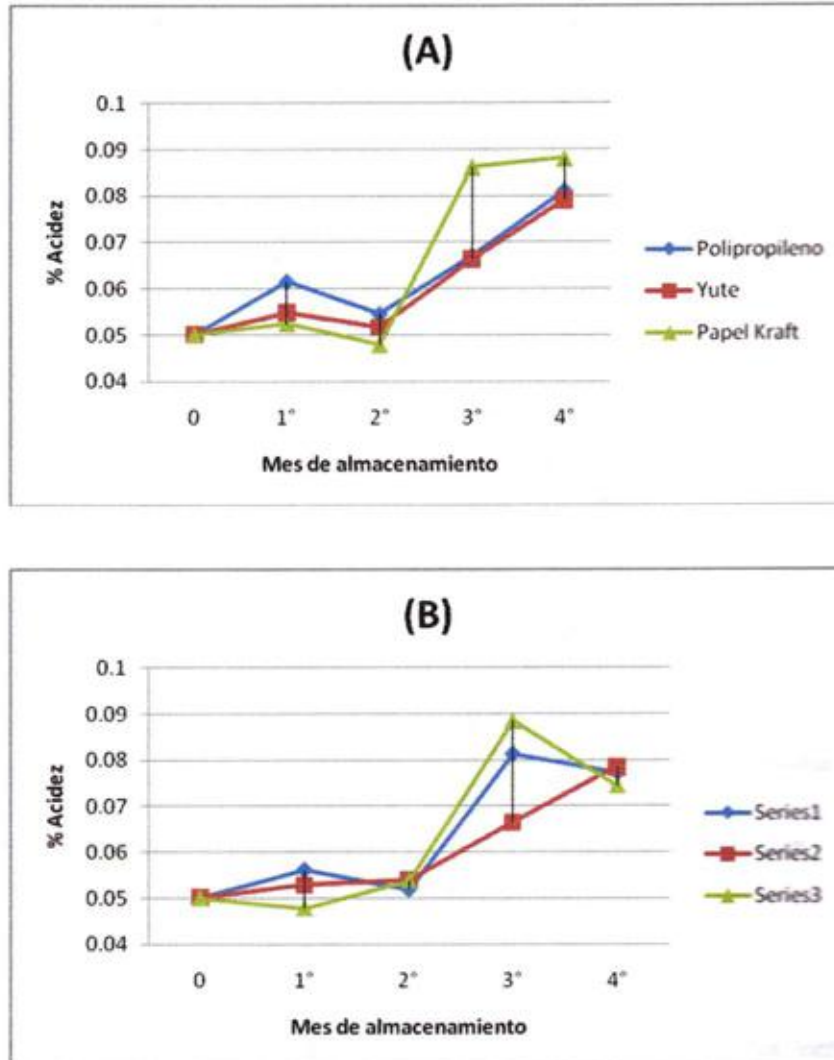 (A)
0.1
0.09
0.08
0.07
0.06
0.05
0.04
% Acidez
0 1° 2° 3° 4°
Mes de almacenamiento
Polipropileno
Yute
Papel Kraft
(B)
0.1
0.09
0.08
0.07
0.06
0.05
0.04
% Acidez
0 1° 2° 3° 4°
Mes de almacenamiento
Series1
Series2
Series3